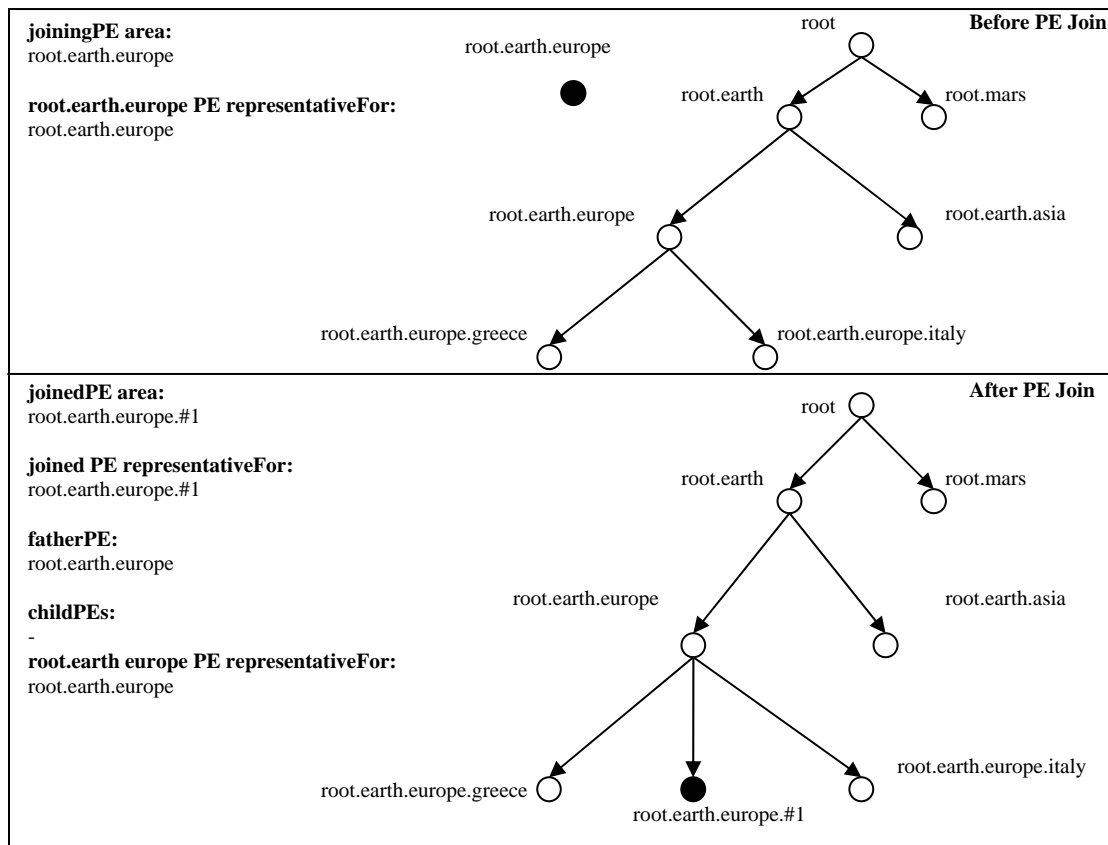 Before PE Join
joiningPE area:
root.earth.europe
root.earth.europe PE representativeFor:
root.earth.europe
root
root.earth.europe
root.earth
root.mars
root.earth.europe
root.earth.asia
root.earth.europe.greece
root.earth.europe.italy
After PE Join
joinedPE area:
root.earth.europe.#1
joined PE representativeFor:
root.earth.europe.#1
fatherPE:
root.earth.europe
childPEs:
-
root.earth europe PE representativeFor:
root.earth.europe
root
root.earth
root.mars
root.earth.europe
root.earth.asia
root.earth.europe.greece
root.earth.europe.#1
root.earth.europe.italy